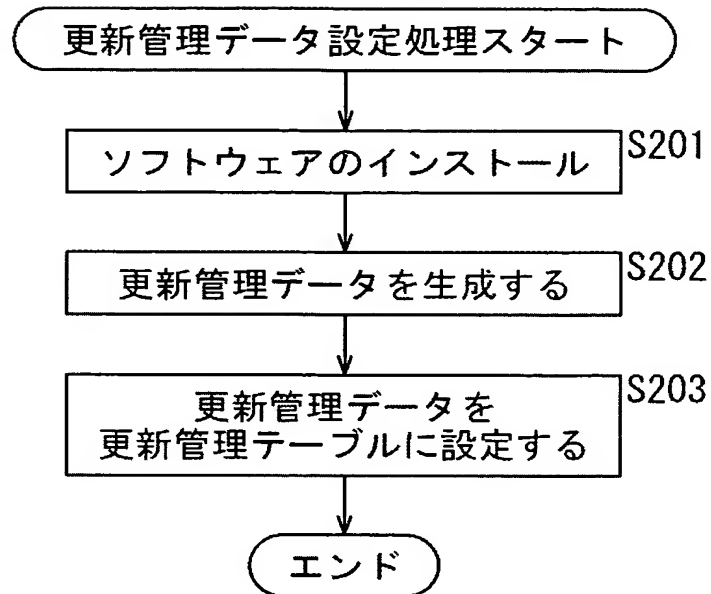 更新管理データ設定処理スタート
ソフトウェアのインストール
S201
更新管理データを生成する
S202
更新管理データを
更新管理テーブルに設定する
S203
エンド